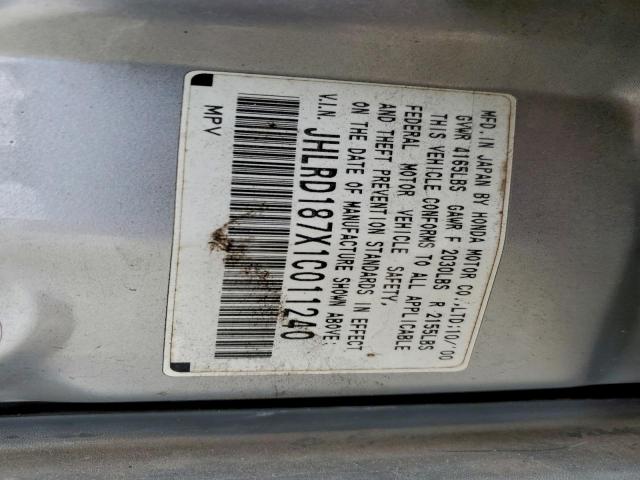 MFD. IN JAPAN BY HONDA MOTOR CO.,LTD:10/'00
GVWR 4165LBS GAWR F 2030LBS R 2155LBS
THIS VEHICLE CONFORMS TO ALL APPLICABLE
FEDERAL MOTOR VEHICLE SAFETY,
AND THEFT PREVENTION STANDARDS IN EFFECT
ON THE DATE OF MANUFACTURE SHOWN ABOVE;
V.I.N. JHLRD187X1C011240
MPV